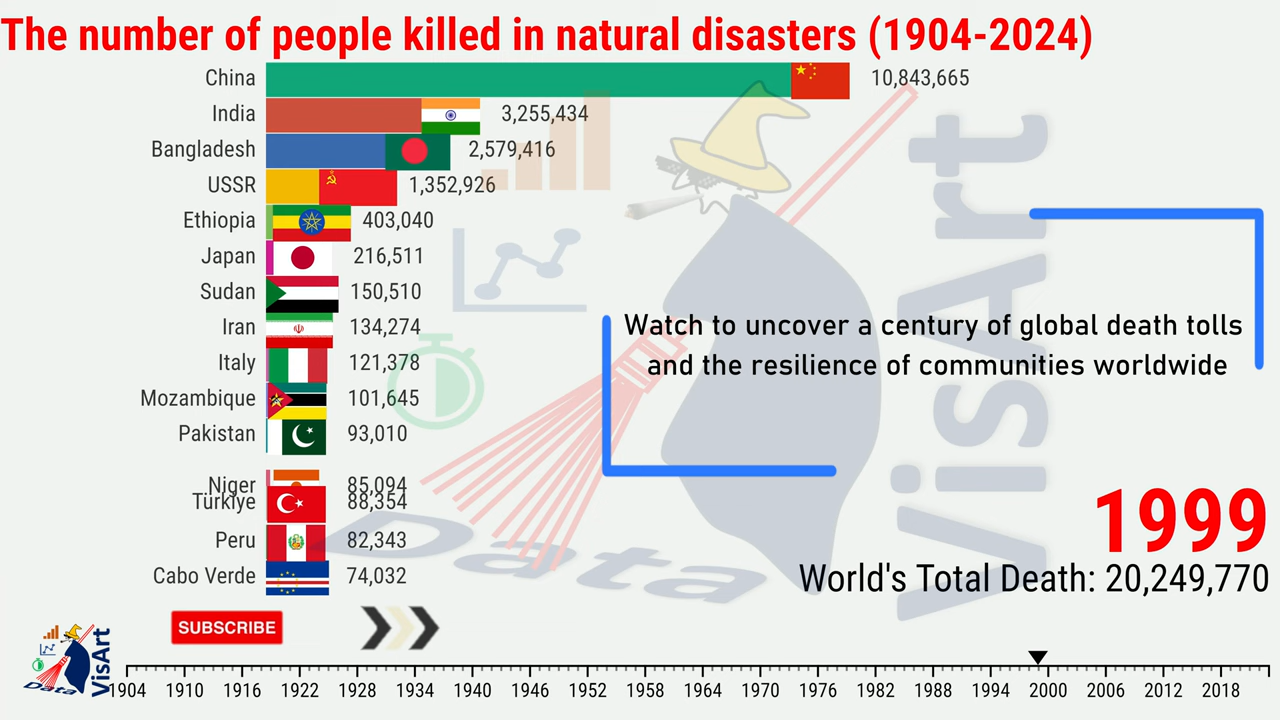 The number of people killed in natural disasters (1904-2024)
China 10,843,665
India 3,255,434
Bangladesh 2,579,416
USSR 1,352,926
Ethiopia 403,040
Japan 216,511
Sudan 150,510
Iran 134,274
Italy 121,378
Mozambique 101,645
Pakistan 93,010
Niger 85,094
Türkiye 88,354
Peru 82,343
Cabo Verde 74,032
Watch to uncover a century of global death tolls
and the resilience of communities worldwide
Data VisArt
1999
World's Total Death: 20,249,770
SUBSCRIBE
Data VisArt
1904 1910 1916 1922 1928 1934 1940 1946 1952 1958 1964 1970 1976 1982 1988 1994 2000 2006 2012 2018